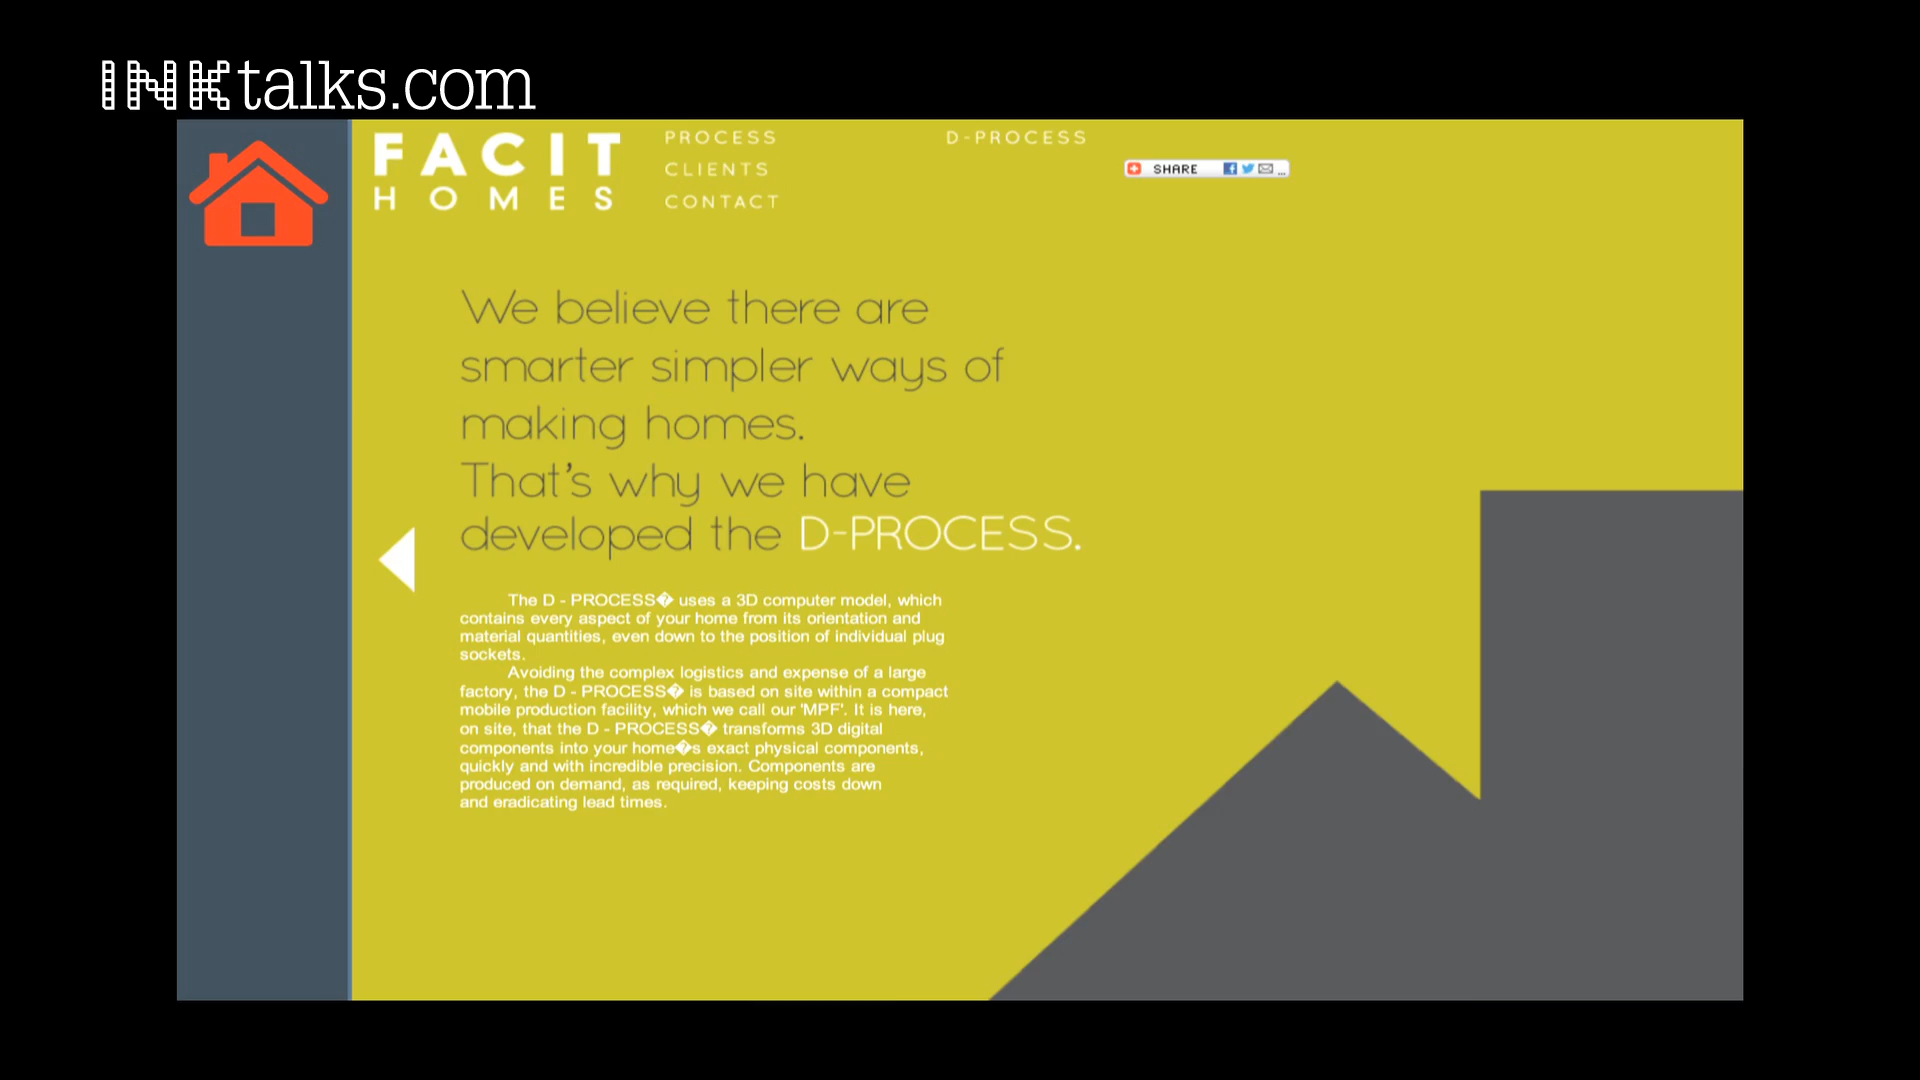 INKtalks.com
FACIT
HOMES
PROCESS
CLIENTS
CONTACT
D-PROCESS
SHARE
We believe there are
smarter simpler ways of
making homes.
That's why we have
developed the D-PROCESS.
The D - PROCESS� uses a 3D computer model, which
contains every aspect of your home from its orientation and
material quantities, even down to the position of individual plug
sockets.
Avoiding the complex logistics and expense of a large
factory, the D - PROCESS� is based on site within a compact
mobile production facility, which we call our 'MPF'. It is here,
on site, that the D - PROCESS� transforms 3D digital
components into your home�s exact physical components,
quickly and with incredible precision. Components are
produced on demand, as required, keeping costs down
and eradicating lead times.